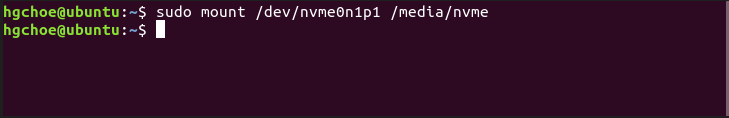 hgchoe@ubuntu:~$ sudo mount /dev/nvme0n1p1 /media/nvme
hgchoe@ubuntu:~$